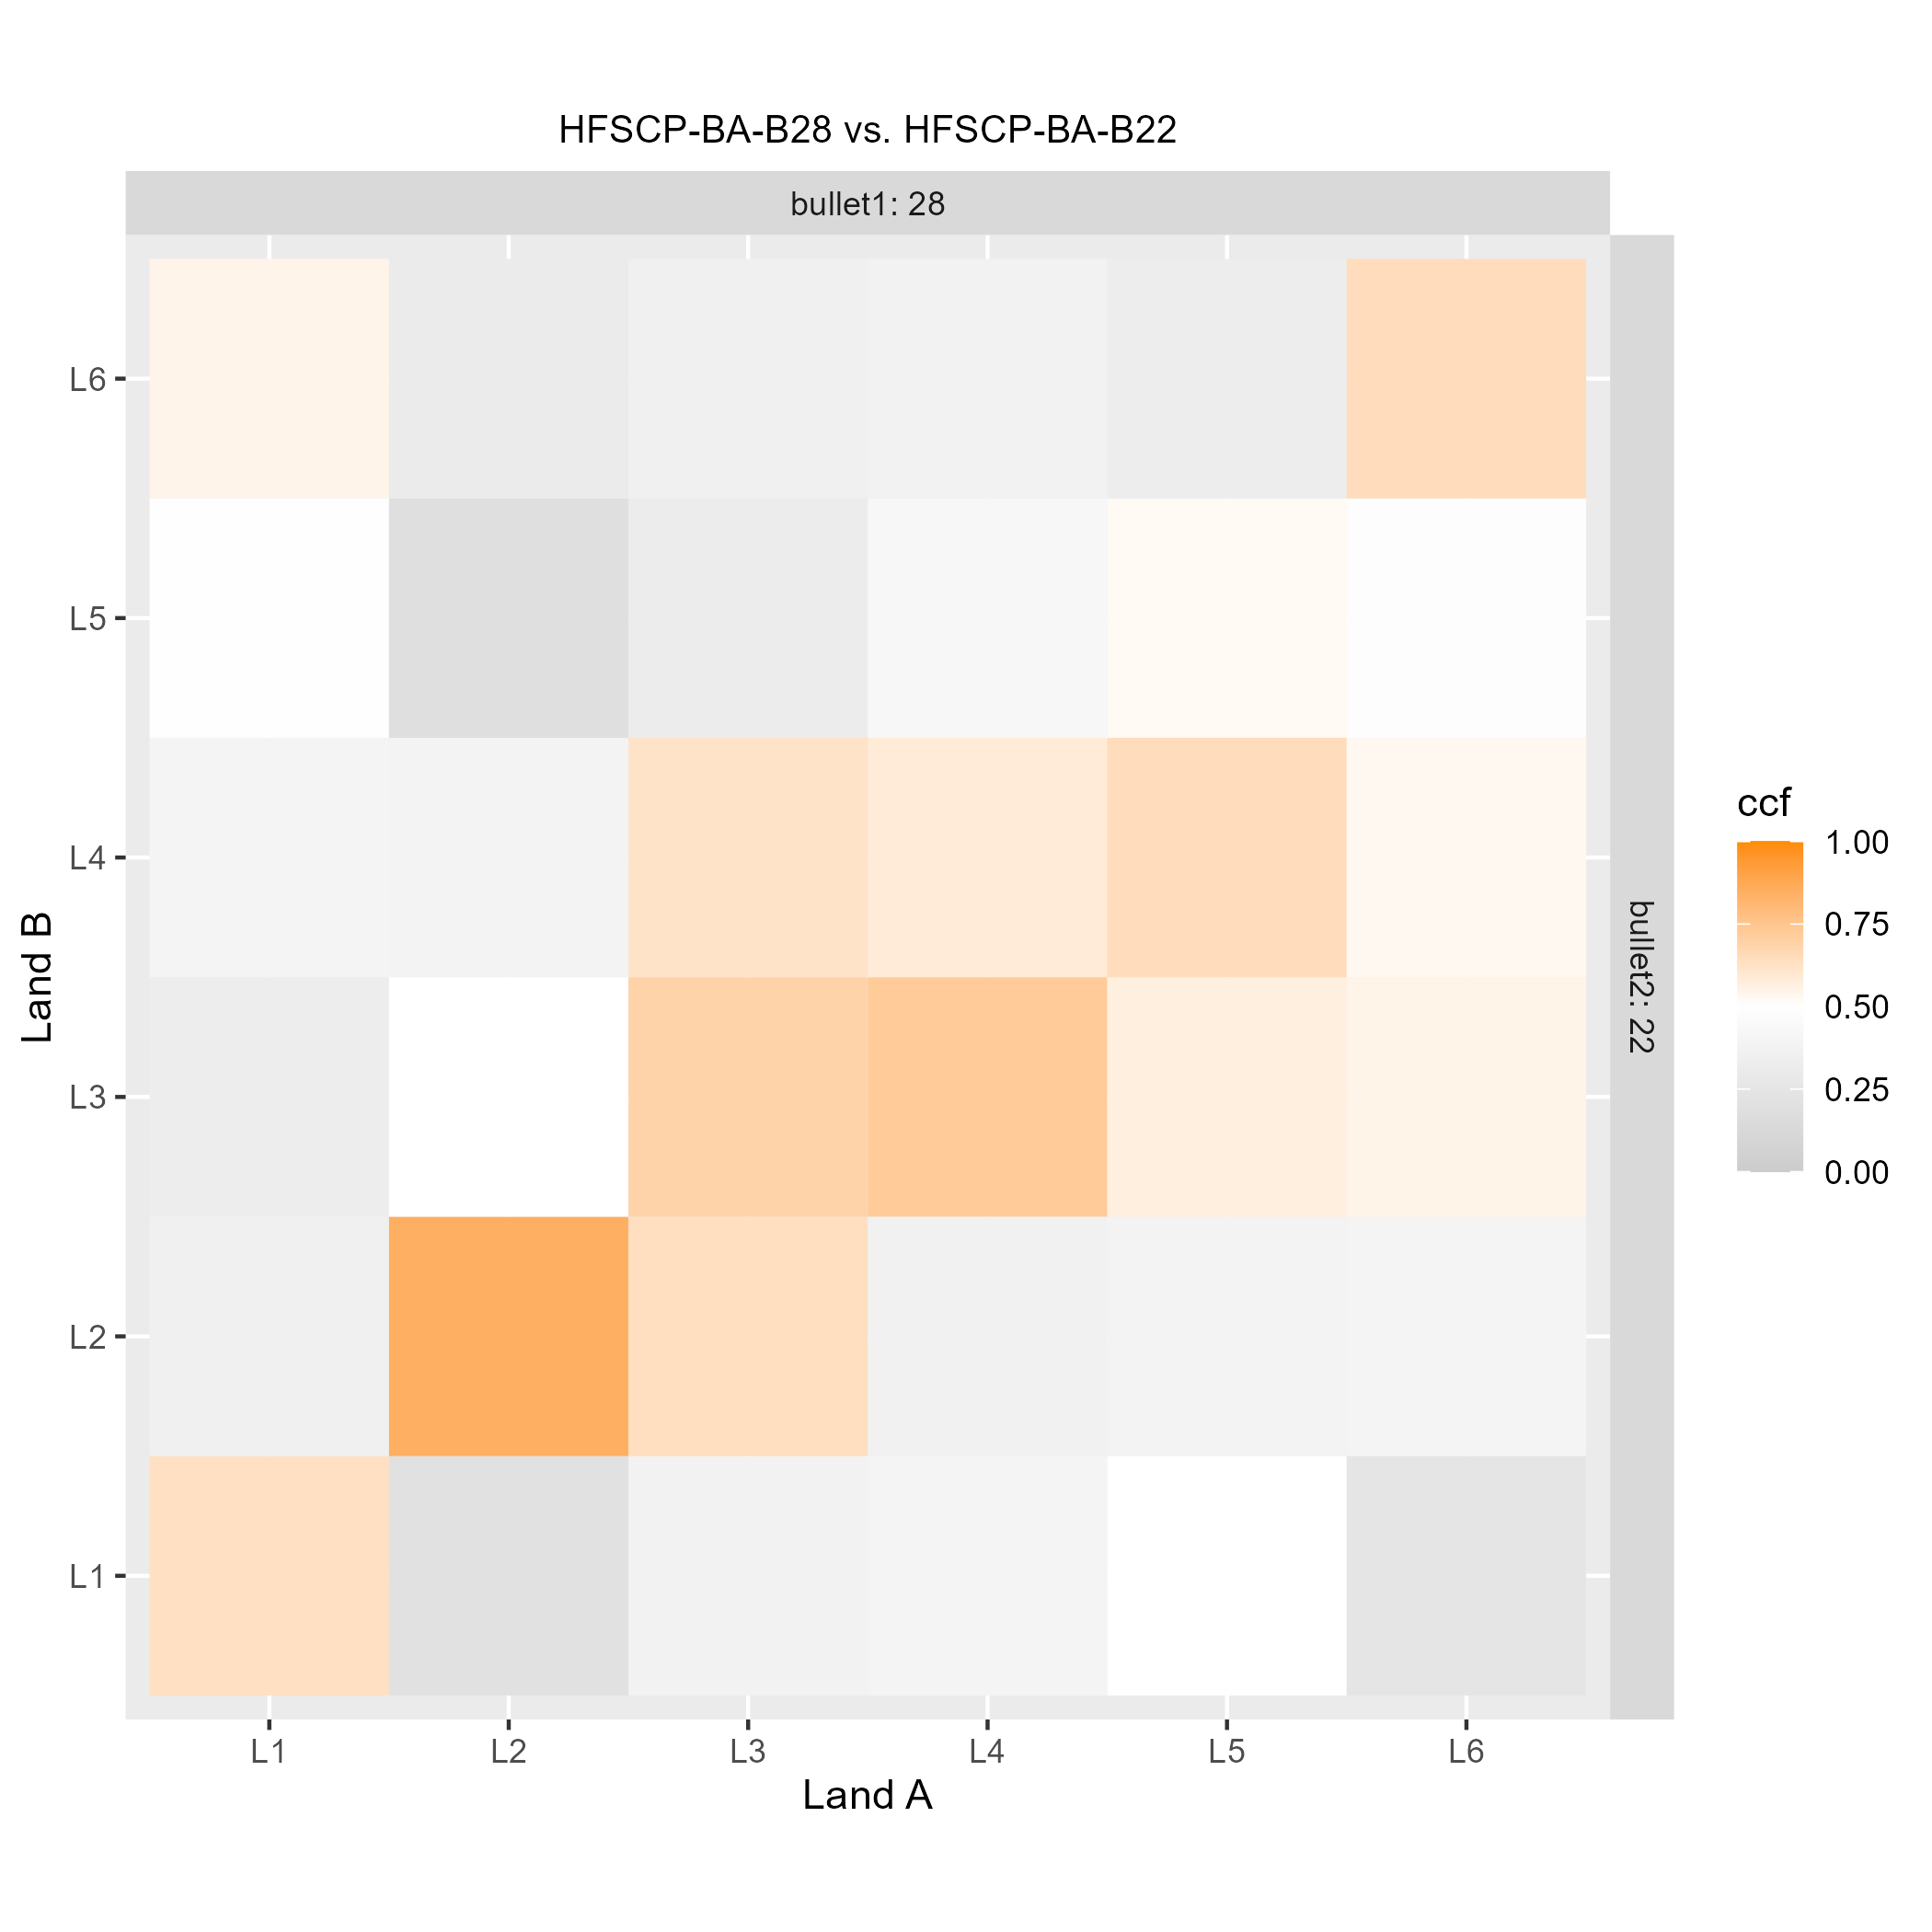 HFSCP-BA-B28 vs. HFSCP-BA-B22
bullet1: 28
L6
L5
L4
L3
L2
L1
Land B
bullet2: 22
ccf
1.00
0.75
0.50
0.25
0.00
L1 L2 L3 L4 L5 L6
Land A